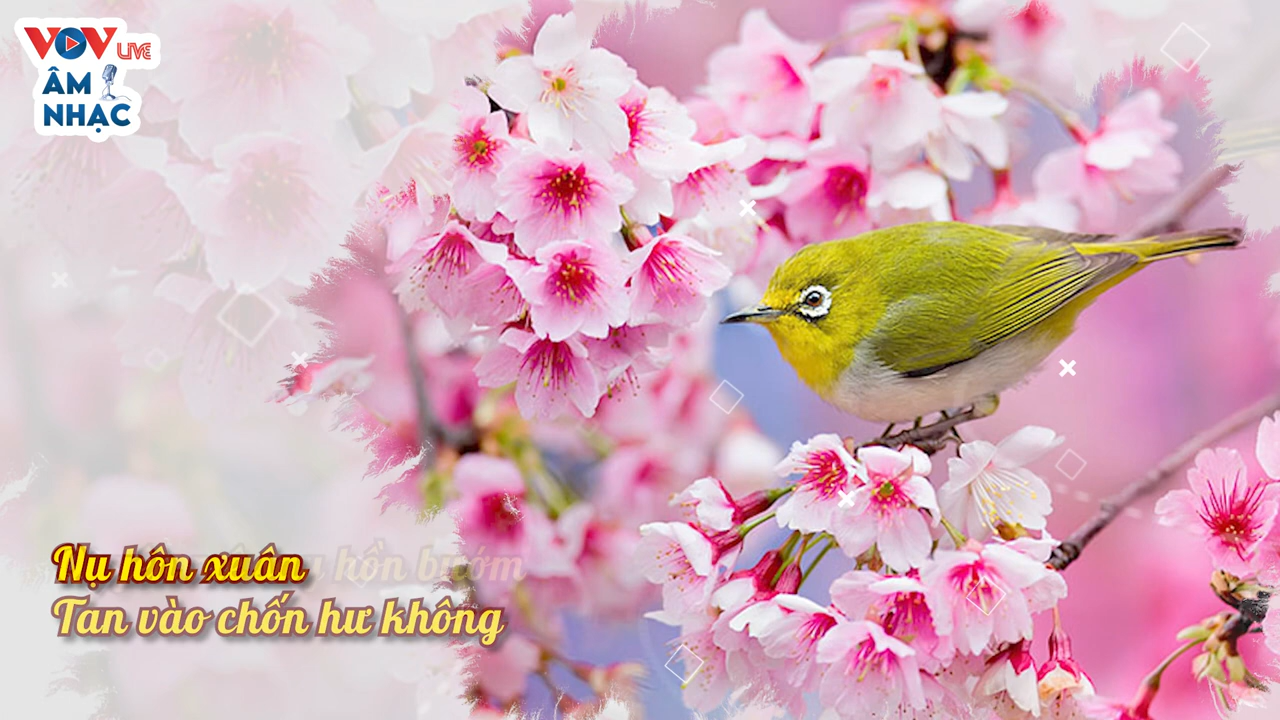 VOV LIVE
ÂM
NHẠC
Nụ hôn xuân
Tan vào chốn hư không